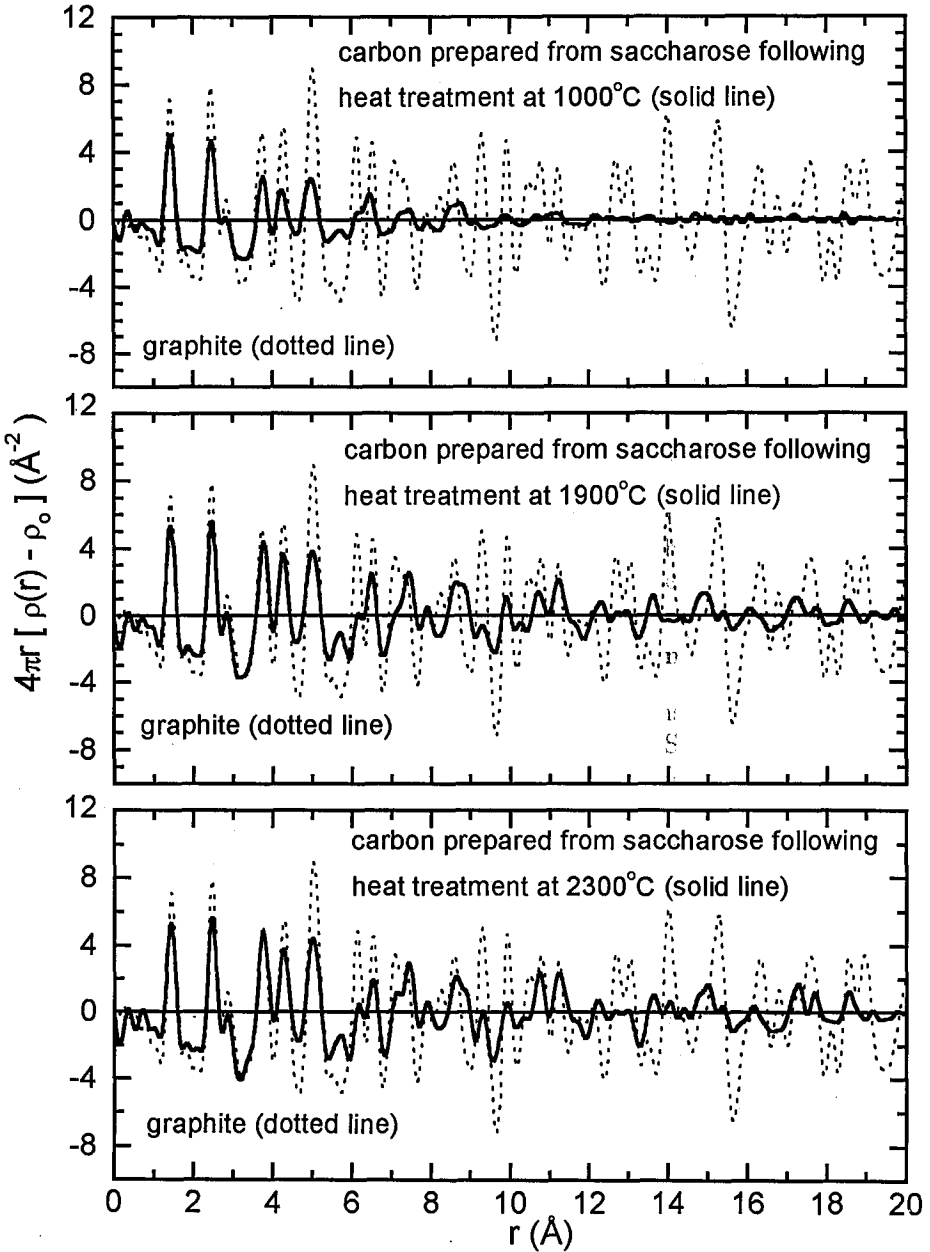 12
carbon prepared from saccharose following
8
heat treatment at 1000°C (solid line)
4
0
-4
graphite (dotted line)
-8
12
carbon prepared from saccharose following
8
heat treatment at 1900°C (solid line)
4
0
-4
graphite (dotted line)
-8
4πr [ ρ(r) - ρo ] (Å-2)
12
carbon prepared from saccharose following
8
heat treatment at 2300°C (solid line)
4
0
-4
graphite (dotted line)
-8
0 2 4 6 8 10 12 14 16 18 20
r (Å)